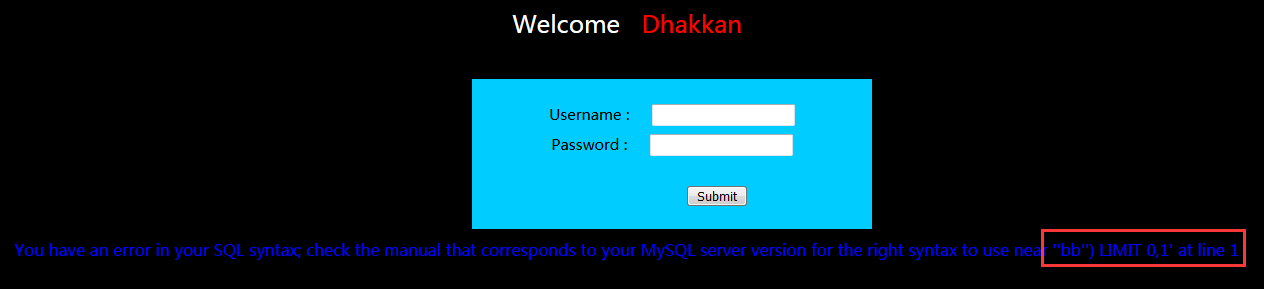 Welcome Dhakkan
Username :
Password :
Submit
You have an error in your SQL syntax; check the manual that corresponds to your MySQL server version for the right syntax to use near ''bb'') LIMIT 0,1' at line 1